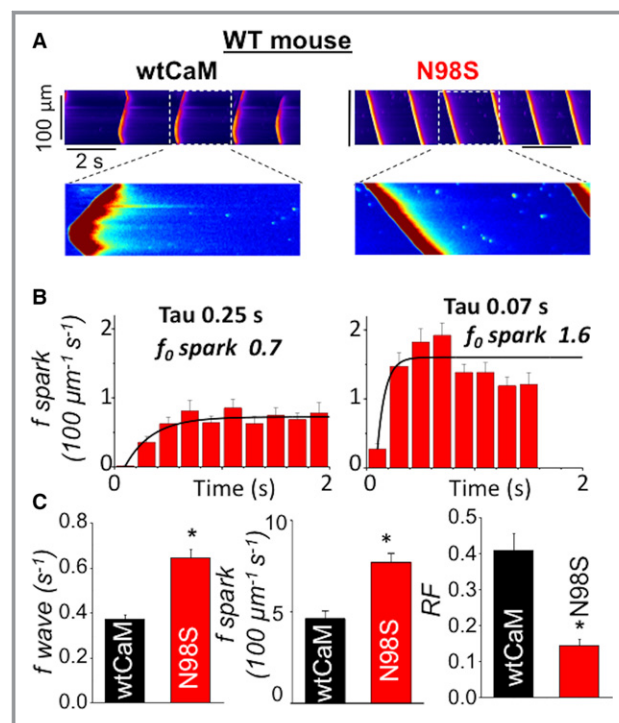 A
WT mouse
wtCaM
N98S
100 µm
2 s
B
f spark
(100 µm⁻¹ s⁻¹)
2
1
0
Tau 0.25 s
f₀ spark 0.7
0
Time (s)
2
2
1
0
Tau 0.07 s
f₀ spark 1.6
0
Time (s)
2
C
f wave (s⁻¹)
0.8
0.6
0.4
0.2
0.0
wtCaM
*
N98S
f spark
(100 µm⁻¹ s⁻¹)
10
5
0
wtCaM
*
N98S
RF
0.5
0.4
0.3
0.2
0.1
0.0
wtCaM
*N98S